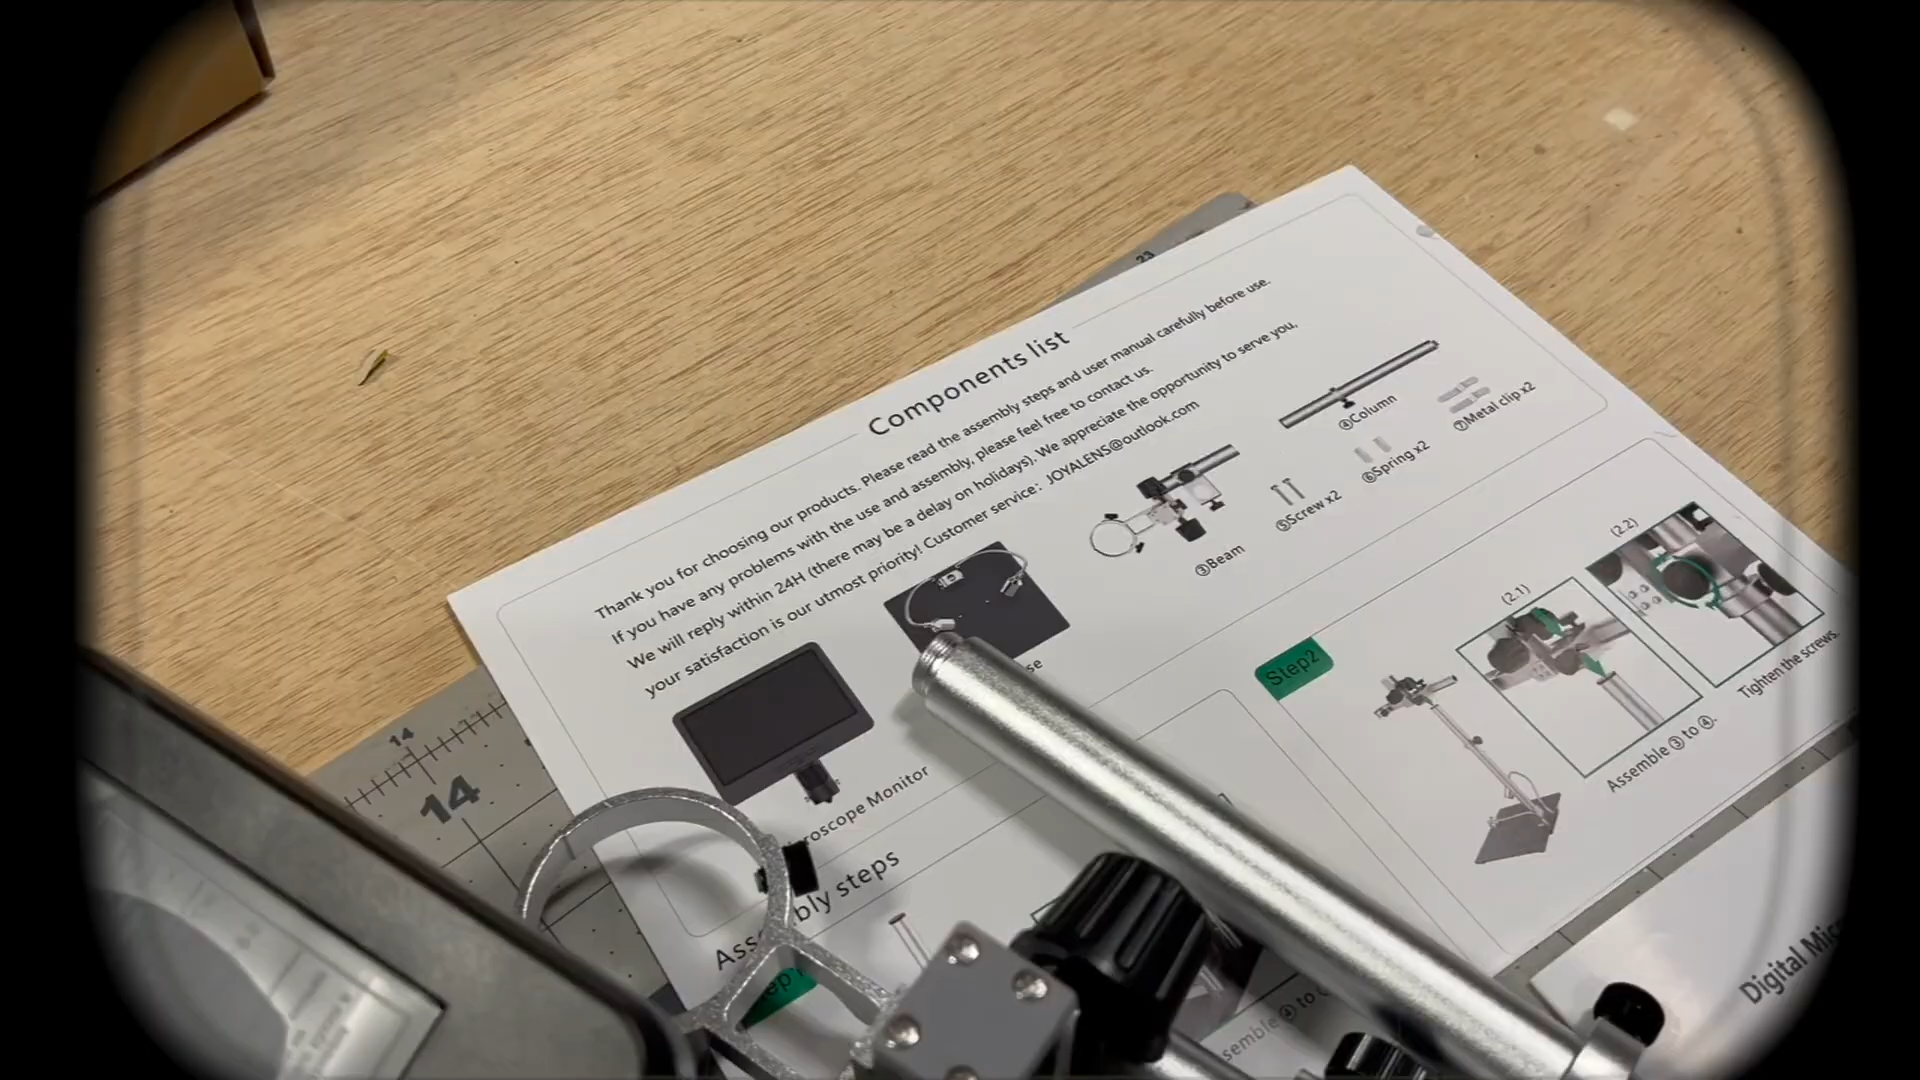 23
Components list
Thank you for choosing our products. Please read the assembly steps and user manual carefully before use.
If you have any problems with the use and assembly, please feel free to contact us.
We will reply within 24H (there may be a delay on holidays). We appreciate the opportunity to serve you,
your satisfaction is our utmost priority! Customer service: JOYALENS@outlook.com
④Column
⑦Metal clip x2
⑥Spring x2
⑤Screw x2
③Beam
Monitor
Step2
(2.1)
(2.2)
Assemble ③ to ④.
Tighten the screws.
14
14
steps
Digital